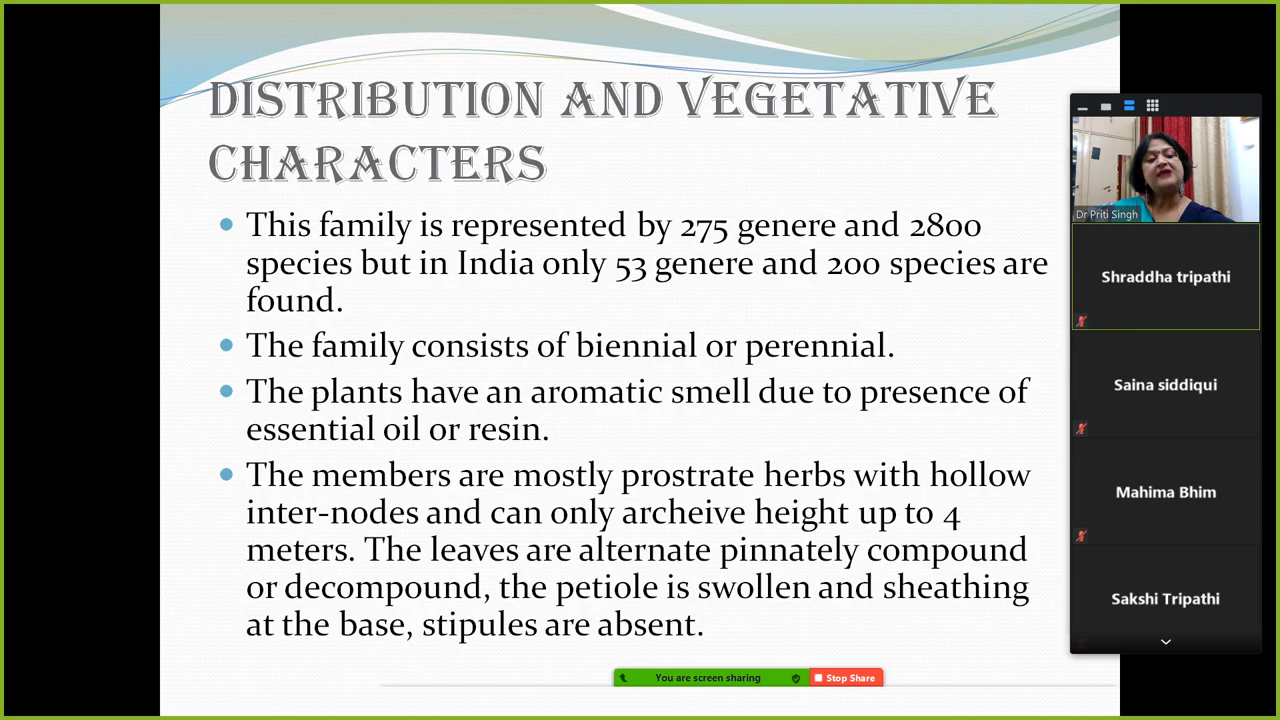 DISTRIBUTION AND VEGETATIVE
CHARACTERS
This family is represented by 275 genere and 2800
species but in India only 53 genere and 200 species are
found.
The family consists of biennial or perennial.
The plants have an aromatic smell due to presence of
essential oil or resin.
The members are mostly prostrate herbs with hollow
inter-nodes and can only archeive height up to 4
meters. The leaves are alternate pinnately compound
or decompound, the petiole is swollen and sheathing
at the base, stipules are absent.
Dr Priti Singh
Shraddha tripathi
Saina siddiqui
Mahima Bhim
Sakshi Tripathi
You are screen sharing
Stop Share